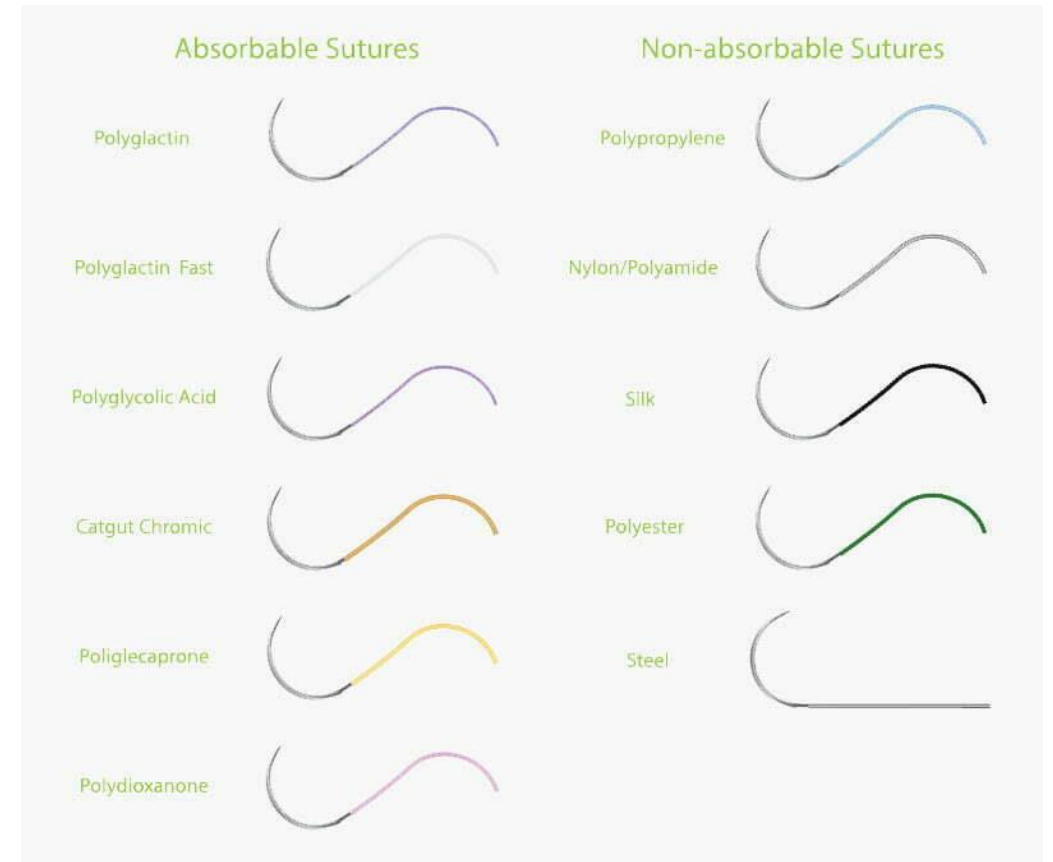 Absorbable Sutures
Polyglactin
Polyglactin Fast
Polyglycolic Acid
Catgut Chromic
Poliglecaprone
Polydioxanone
Non-absorbable Sutures
Polypropylene
Nylon/Polyamide
Silk
Polyester
Steel